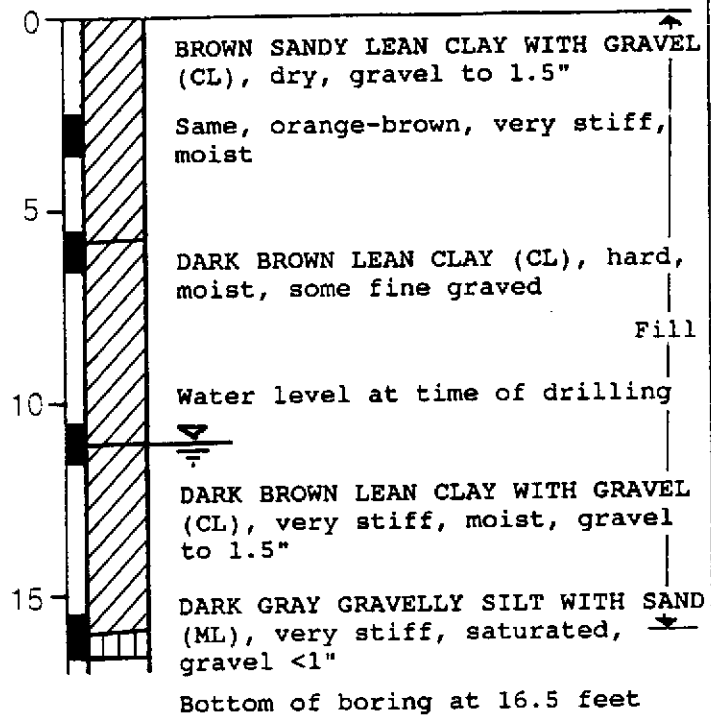 0
BROWN SANDY LEAN CLAY WITH GRAVEL
(CL), dry, gravel to 1.5"
Same, orange-brown, very stiff,
moist
5
DARK BROWN LEAN CLAY (CL), hard,
moist, some fine graved
Fill
Water level at time of drilling
10
DARK BROWN LEAN CLAY WITH GRAVEL
(CL), very stiff, moist, gravel
to 1.5"
15
DARK GRAY GRAVELLY SILT WITH SAND
(ML), very stiff, saturated,
gravel <1"
Bottom of boring at 16.5 feet